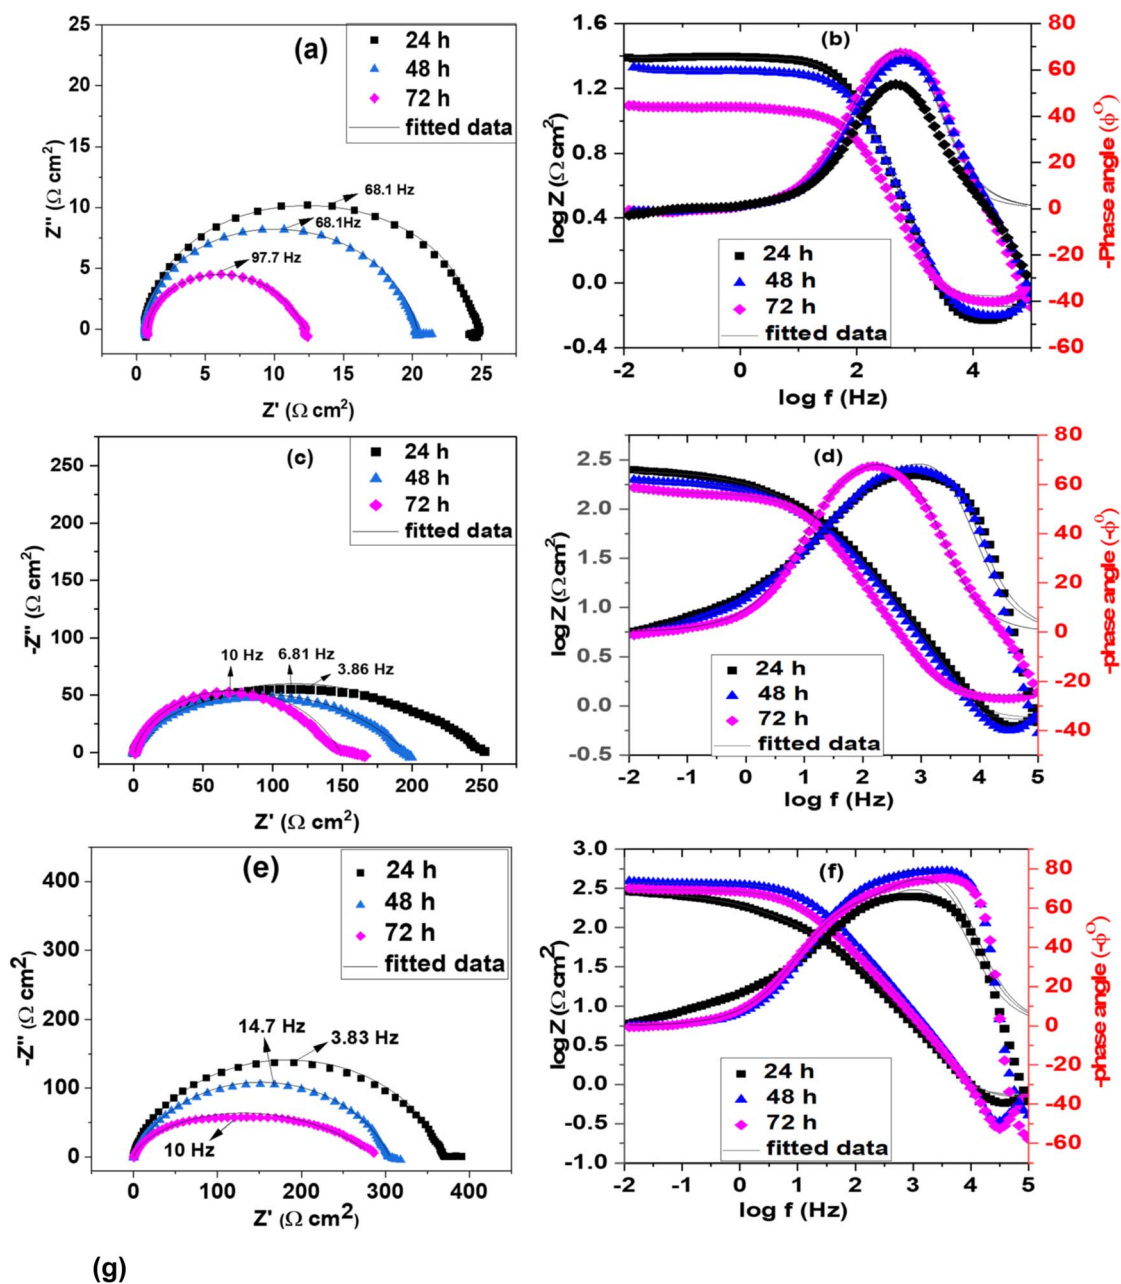 (a)
24 h
48 h
72 h
fitted data
Z'' (Ω cm²)
25
20
15
10
5
0
68.1 Hz
68.1Hz
97.7 Hz
0 5 10 15 20 25
Z' (Ω cm²)
(b)
log Z (Ω cm²)
1.6
1.2
0.8
0.4
0.0
-0.4
80
60
40
20
0
-20
-40
-60
-Phase angle (ϕᴼ)
24 h
48 h
72 h
fitted data
-2 0 2 4
log f (Hz)
(c)
24 h
48 h
72 h
fitted data
-Z'' (Ω cm²)
250
200
150
100
50
0
10 Hz
6.81 Hz
3.86 Hz
0 50 100 150 200 250
Z' (Ω cm²)
(d)
log Z (Ω cm²)
2.5
2.0
1.5
1.0
0.5
0.0
-0.5
80
60
40
20
0
-20
-40
-phase angle (-ϕº)
24 h
48 h
72 h
fitted data
-2 -1 0 1 2 3 4 5
log f (Hz)
(e)
24 h
48 h
72 h
fitted data
-Z'' (Ω cm²)
400
300
200
100
0
14.7 Hz
3.83 Hz
10 Hz
0 100 200 300 400
Z' (Ω cm²)
(f)
log Z (Ω cm²
3.0
2.5
2.0
1.5
1.0
0.5
0.0
-0.5
-1.0
80
60
40
20
0
-20
-40
-60
-phase angle (-ϕᴼ)
24 h
48 h
72 h
fitted data
-2 -1 0 1 2 3 4 5
log f (Hz)
(g)